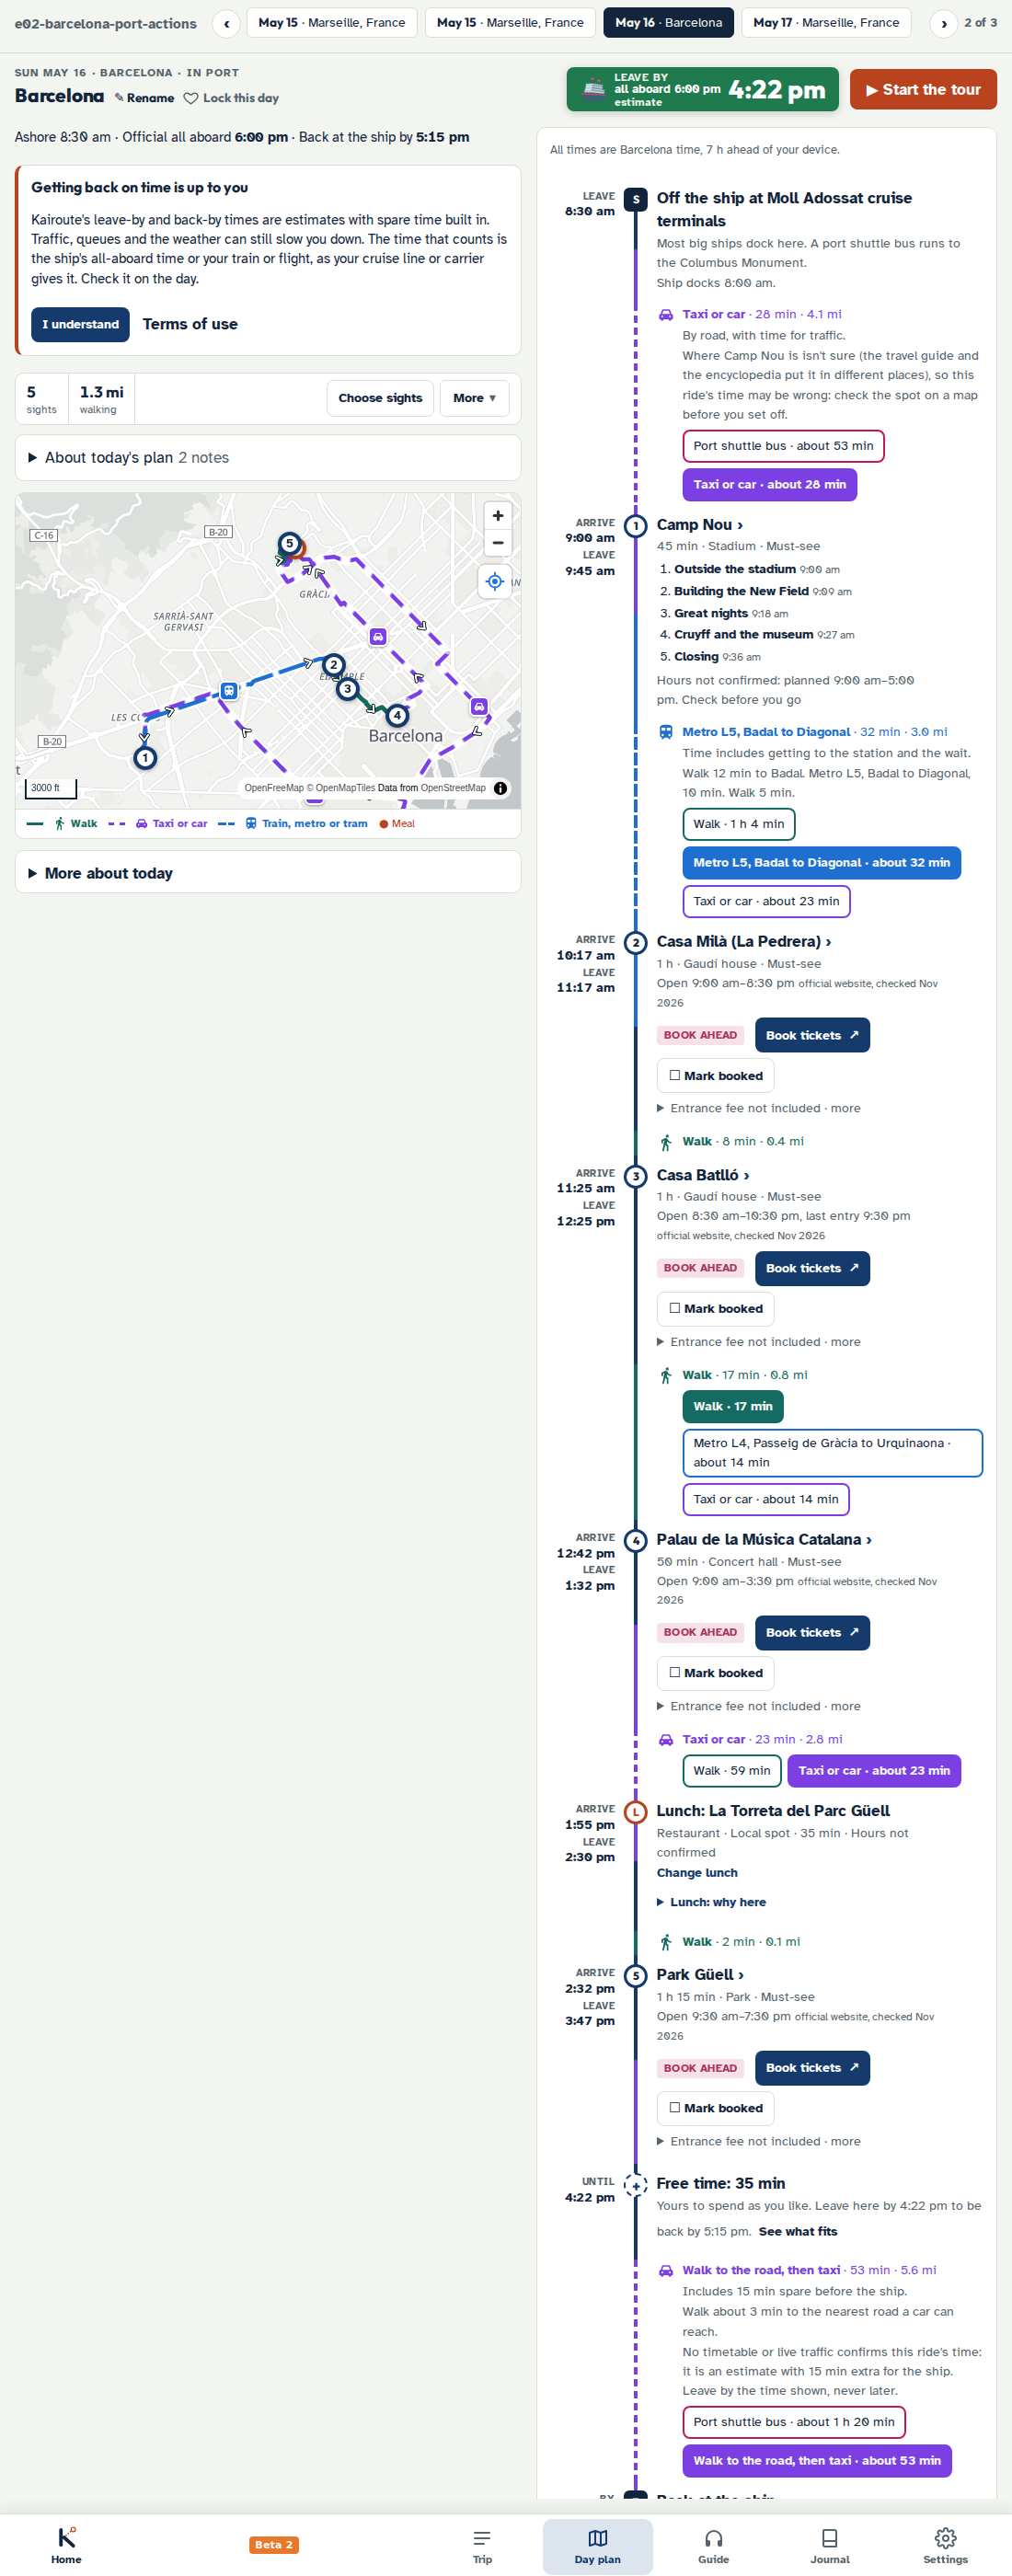 e02-barcelona-port-actions
‹
May 15 · Marseille, France
May 15 · Marseille, France
May 16 · Barcelona
May 17 · Marseille, France
›
2 of 3
SUN MAY 16 · BARCELONA · IN PORT
Barcelona
✎ Rename
Lock this day
LEAVE BY
all aboard 6:00 pm
estimate
4:22 pm
▶ Start the tour
Ashore 8:30 am · Official all aboard 6:00 pm · Back at the ship by 5:15 pm
Getting back on time is up to you
Kairoute's leave-by and back-by times are estimates with spare time built in.
Traffic, queues and the weather can still slow you down. The time that counts is
the ship's all-aboard time or your train or flight, as your cruise line or carrier
gives it. Check it on the day.
I understand
Terms of use
5
sights
1.3 mi
walking
Choose sights
More ▾
▶ About today's plan 2 notes
C-16
B-20
5
GRÀCIA
SARRIÀ-SANT
GERVASI
2
3
4
LES CO
B-20
1
Barcelona
3000 ft
OpenFreeMap © OpenMapTiles Data from OpenStreetMap
Walk
Taxi or car
Train, metro or tram
Meal
▶ More about today
All times are Barcelona time, 7 h ahead of your device.
LEAVE
8:30 am
S
Off the ship at Moll Adossat cruise
terminals
Most big ships dock here. A port shuttle bus runs to
the Columbus Monument.
Ship docks 8:00 am.
Taxi or car · 28 min · 4.1 mi
By road, with time for traffic.
Where Camp Nou is isn't sure (the travel guide and
the encyclopedia put it in different places), so this
ride's time may be wrong: check the spot on a map
before you set off.
Port shuttle bus · about 53 min
Taxi or car · about 28 min
ARRIVE
9:00 am
LEAVE
9:45 am
1
Camp Nou ›
45 min · Stadium · Must-see
1. Outside the stadium 9:00 am
2. Building the New Field 9:09 am
3. Great nights 9:18 am
4. Cruyff and the museum 9:27 am
5. Closing 9:36 am
Hours not confirmed: planned 9:00 am–5:00
pm. Check before you go
Metro L5, Badal to Diagonal · 32 min · 3.0 mi
Time includes getting to the station and the wait.
Walk 12 min to Badal. Metro L5, Badal to Diagonal,
10 min. Walk 5 min.
Walk · 1 h 4 min
Metro L5, Badal to Diagonal · about 32 min
Taxi or car · about 23 min
ARRIVE
10:17 am
LEAVE
11:17 am
2
Casa Milà (La Pedrera) ›
1 h · Gaudí house · Must-see
Open 9:00 am–8:30 pm official website, checked Nov
2026
BOOK AHEAD
Book tickets ↗
☐ Mark booked
▶ Entrance fee not included · more
Walk · 8 min · 0.4 mi
ARRIVE
11:25 am
LEAVE
12:25 pm
3
Casa Batlló ›
1 h · Gaudí house · Must-see
Open 8:30 am–10:30 pm, last entry 9:30 pm
official website, checked Nov 2026
BOOK AHEAD
Book tickets ↗
☐ Mark booked
▶ Entrance fee not included · more
Walk · 17 min · 0.8 mi
Walk · 17 min
Metro L4, Passeig de Gràcia to Urquinaona ·
about 14 min
Taxi or car · about 14 min
ARRIVE
12:42 pm
LEAVE
1:32 pm
4
Palau de la Música Catalana ›
50 min · Concert hall · Must-see
Open 9:00 am–3:30 pm official website, checked Nov
2026
BOOK AHEAD
Book tickets ↗
☐ Mark booked
▶ Entrance fee not included · more
Taxi or car · 23 min · 2.8 mi
Walk · 59 min
Taxi or car · about 23 min
ARRIVE
1:55 pm
LEAVE
2:30 pm
L
Lunch: La Torreta del Parc Güell
Restaurant · Local spot · 35 min · Hours not
confirmed
Change lunch
▶ Lunch: why here
Walk · 2 min · 0.1 mi
ARRIVE
2:32 pm
LEAVE
3:47 pm
5
Park Güell ›
1 h 15 min · Park · Must-see
Open 9:30 am–7:30 pm official website, checked Nov
2026
BOOK AHEAD
Book tickets ↗
☐ Mark booked
▶ Entrance fee not included · more
UNTIL
4:22 pm
+
Free time: 35 min
Yours to spend as you like. Leave here by 4:22 pm to be
back by 5:15 pm. See what fits
Walk to the road, then taxi · 53 min · 5.6 mi
Includes 15 min spare before the ship.
Walk about 3 min to the nearest road a car can
reach.
No timetable or live traffic confirms this ride's time:
it is an estimate with 15 min extra for the ship.
Leave by the time shown, never later.
Port shuttle bus · about 1 h 20 min
Walk to the road, then taxi · about 53 min
Home
Beta 2
Trip
Day plan
Guide
Journal
Settings